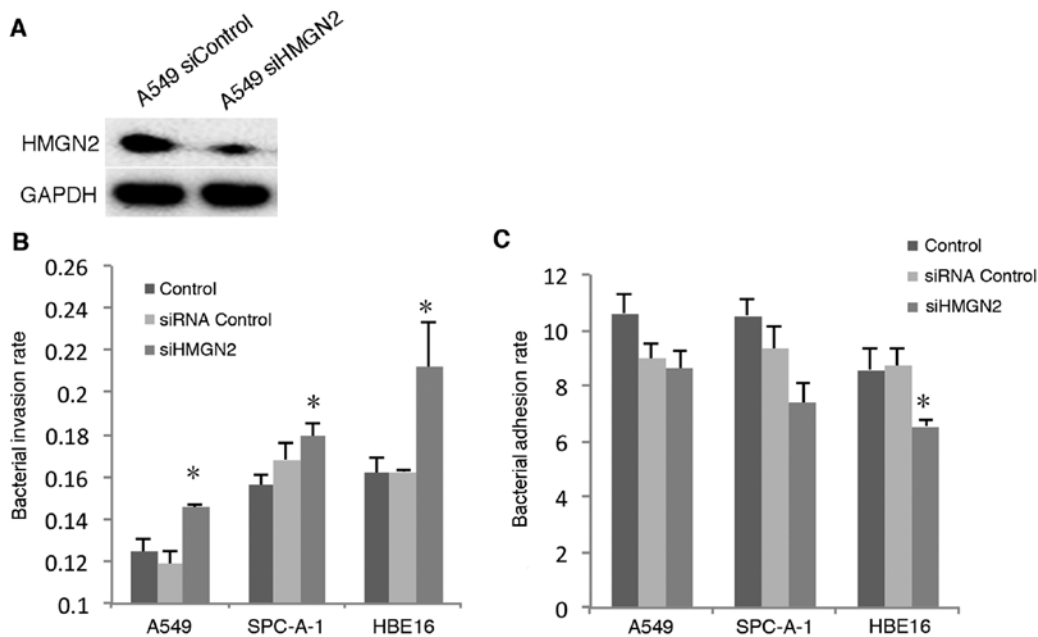 A
A549 siControl
A549 siHMGN2
HMGN2
GAPDH
B
Bacterial invasion rate
0.26
0.24
0.22
0.2
0.18
0.16
0.14
0.12
0.1
Control
siRNA Control
siHMGN2
*
*
*
A549
SPC-A-1
HBE16
C
Bacterial adhesion rate
12
10
8
6
4
2
0
Control
siRNA Control
siHMGN2
*
A549
SPC-A-1
HBE16